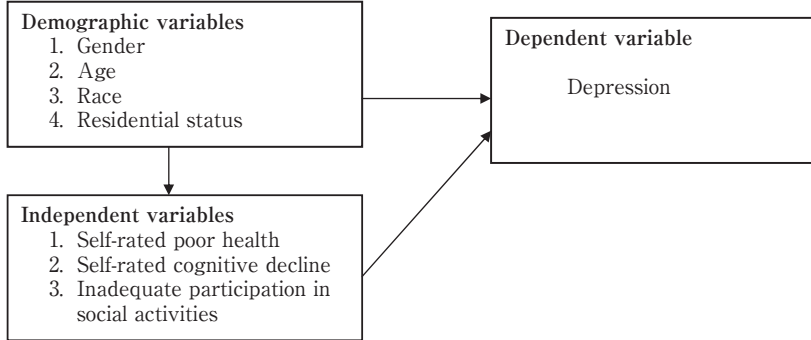 Demographic variables
1. Gender
2. Age
3. Race
4. Residential status
Dependent variable
Depression
Independent variables
1. Self-rated poor health
2. Self-rated cognitive decline
3. Inadequate participation in
social activities